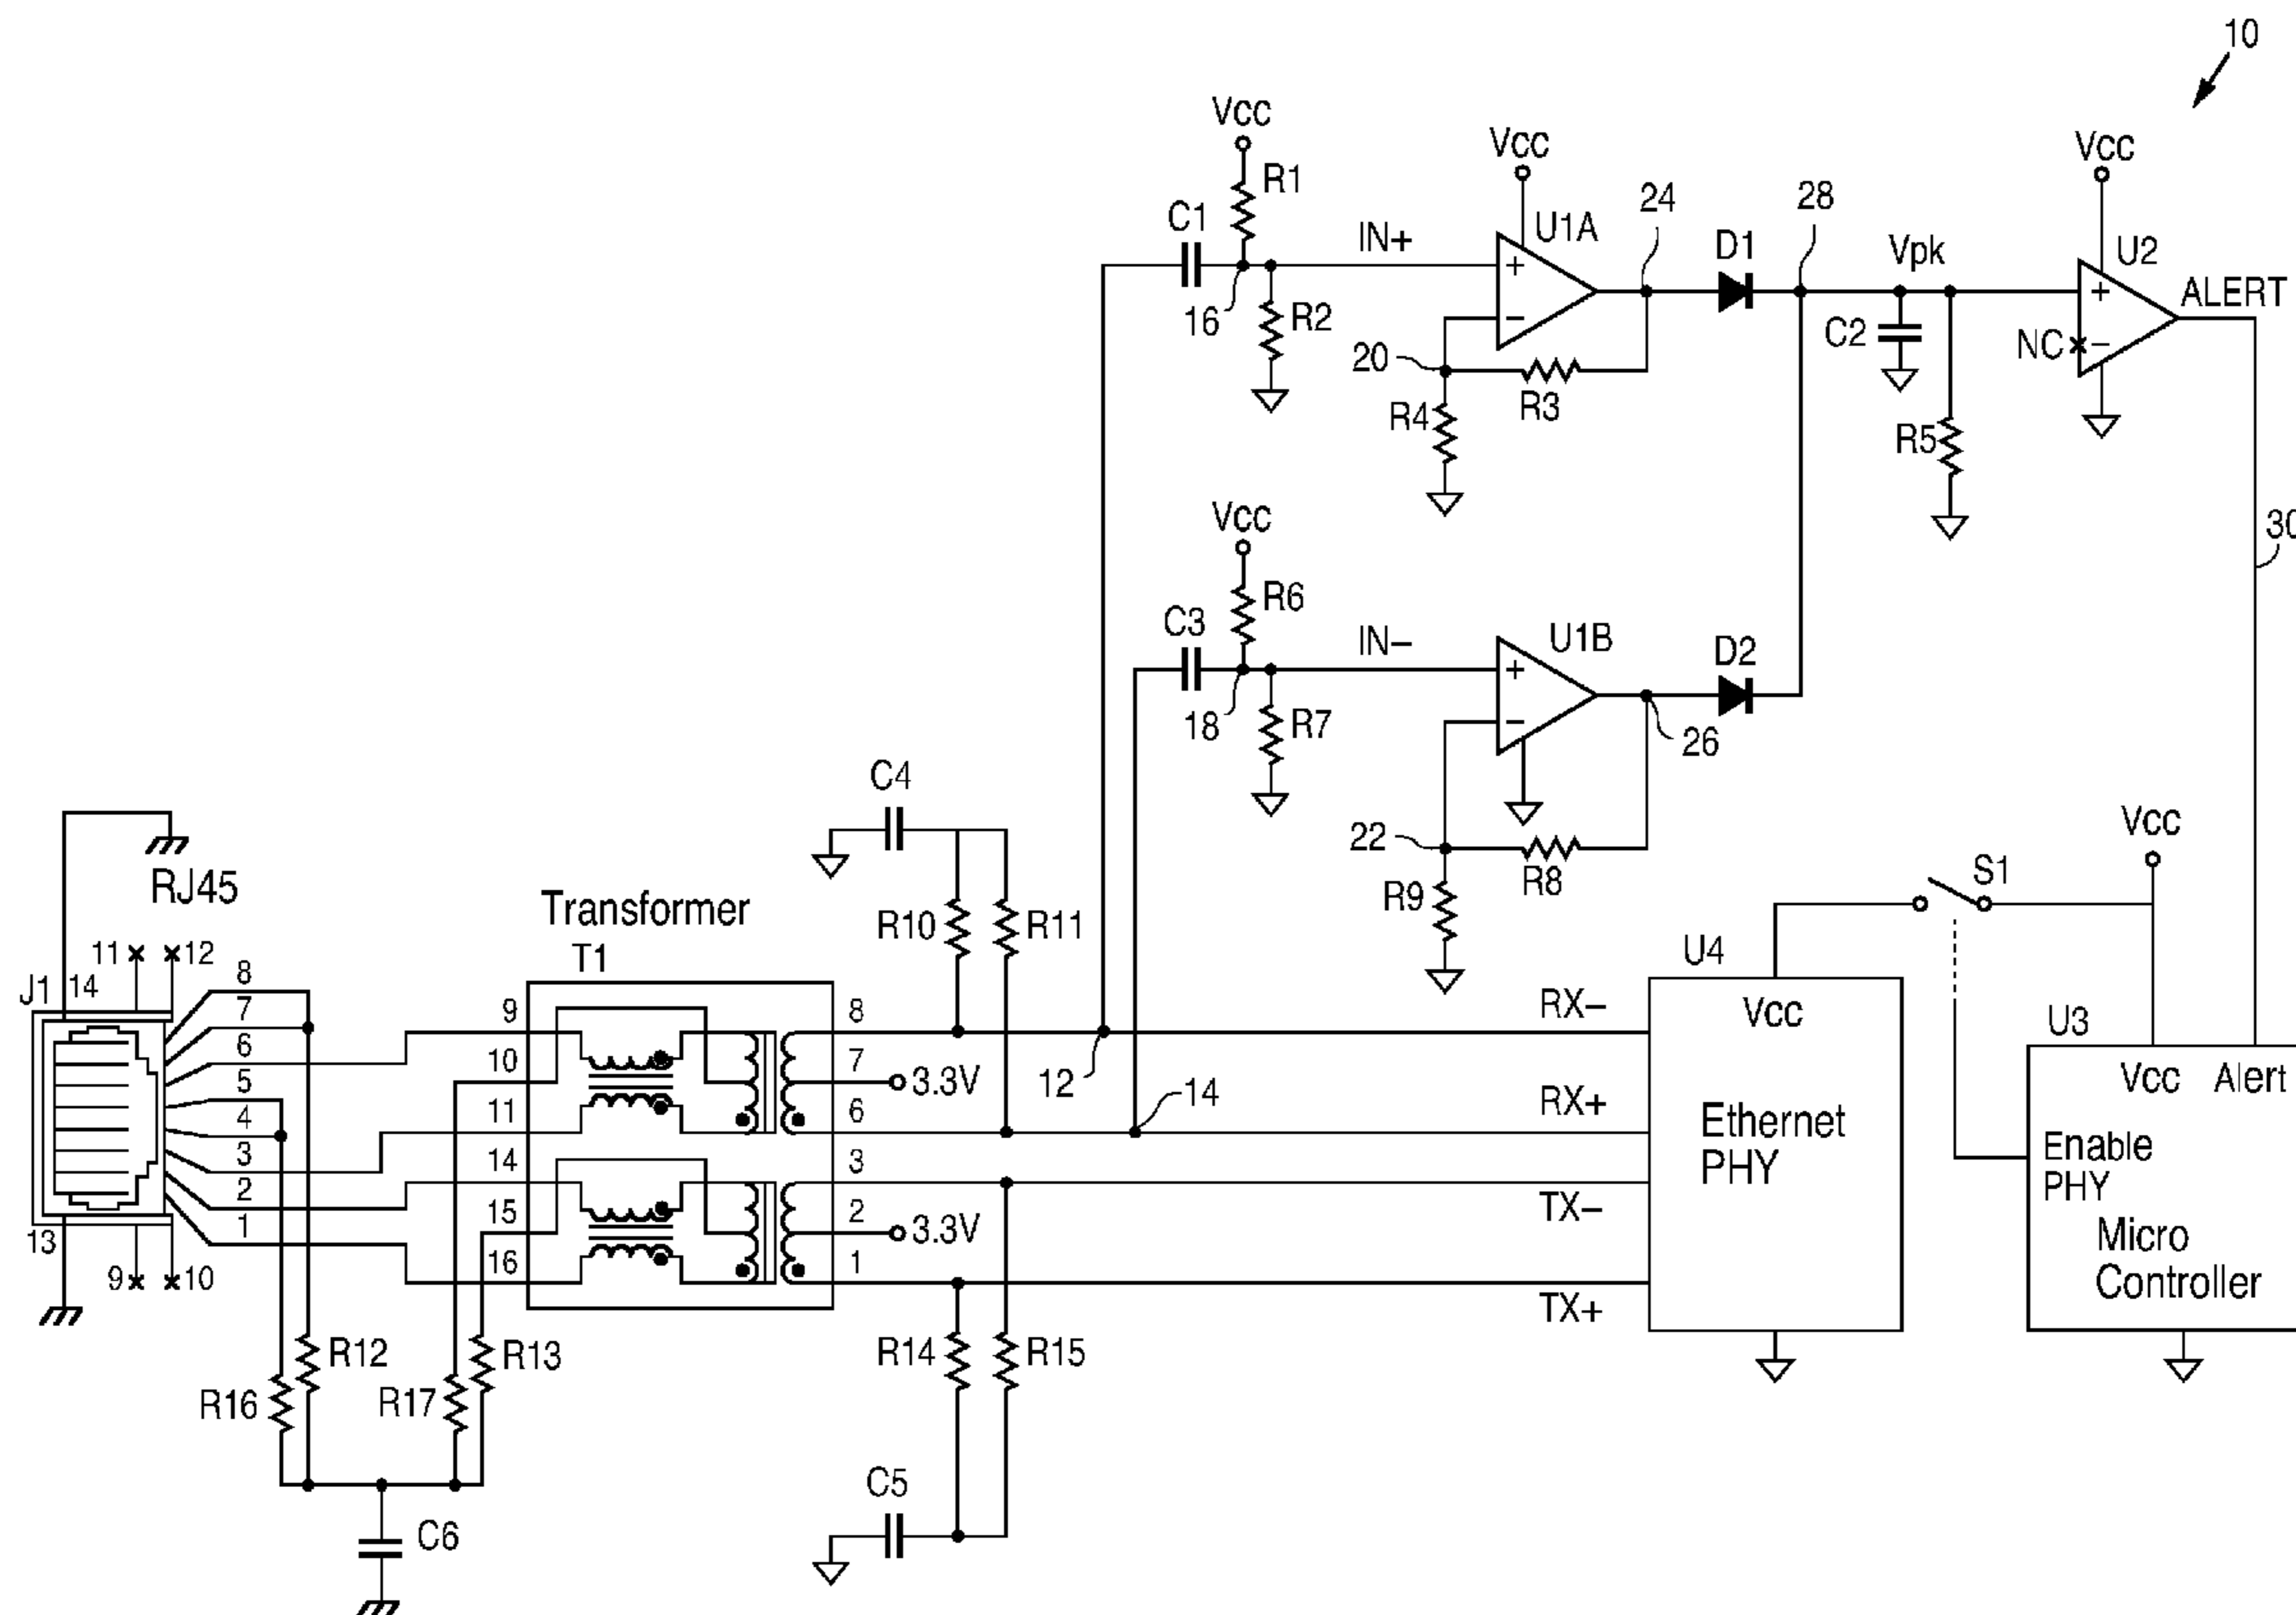 10
Vcc
Vcc
Vcc
R1
C1
IN+
U1A
24
28
D1
Vpk
U2
ALERT
16
R2
20
R3
R4
C2
NC
R5
+
−
+
−
Vcc
30
R6
C3
IN−
U1B
D2
18
R7
+
−
26
C4
22
R8
R9
Vcc
S1
RJ45
Transformer
T1
R10
R11
U4
U3
11
12
J1
14
8
7
6
5
4
3
2
1
13
9
10
9
10
11
14
15
16
8
7
6
3
2
1
3.3V
3.3V
12
14
RX−
RX+
TX−
TX+
Vcc
Ethernet
PHY
Vcc
Alert
Enable
PHY
Micro
Controller
R12
R13
R14
R15
R16
R17
C5
C6